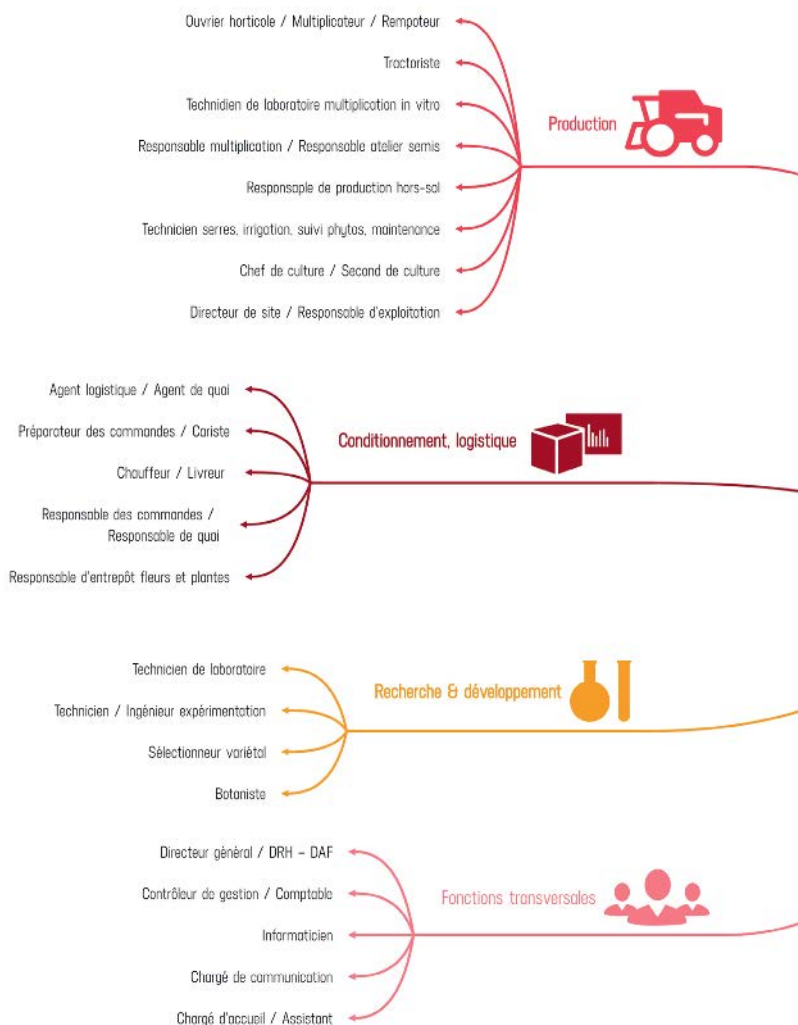 Ouvrier horticole / Multiplicateur / Rempoteur
Tractoriste
Technidien de laboratoire multiplication in vitro
Responsable multiplication / Responsable atelier semis
Responsaple de production hors-sol
Technicien serres, irrigation, suivi phytos, maintenance
Chef de culture / Second de culture
Directeur de site / Responsable d'exploitation
Production
Agent logistique / Agent de quai
Préparateur des commandes / Cariste
Chauffeur / Livreur
Responsable des commandes /
Responsable de quai
Responsable d'entrepôt fleurs et plantes
Conditionnement, logistique
Technicien de laboratoire
Technicien / Ingénieur expérimentation
Sélectionneur variétal
Botaniste
Recherche & développement
Directeur général / DRH – DAF
Contrôleur de gestion / Comptable
Informaticien
Chargé de communication
Chargé d'accueil / Assistant
Fonctions transversales